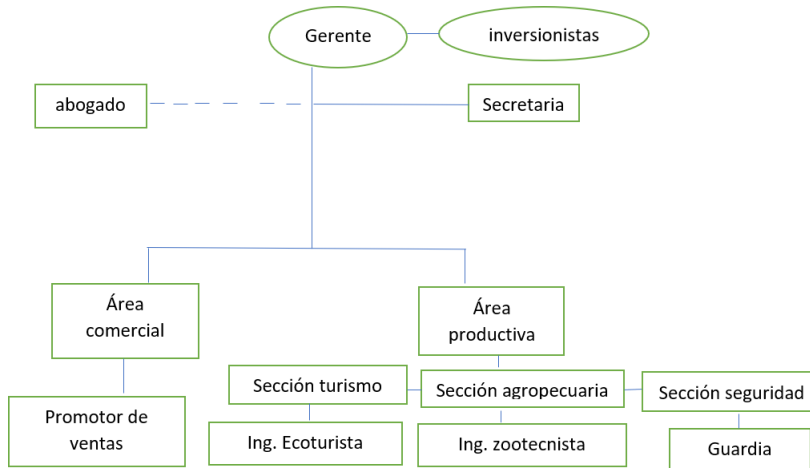 Gerente
inversionistas
abogado
Secretaria
Área
comercial
Área
productiva
Sección turismo
Sección agropecuaria
Sección seguridad
Promotor de
ventas
Ing. Ecoturista
Ing. zootecnista
Guardia